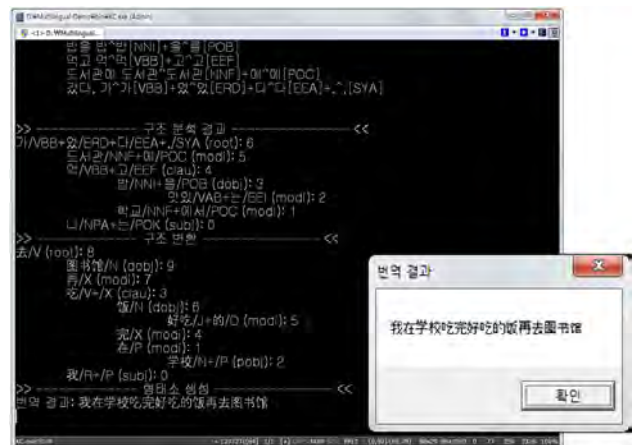 밥을 밥^밥[NNI]+을^을[POB]
먹고 먹^먹[VBB]+고^고[EEF]
도서관에 도서관^도서관[NNF]+에^에[POC]
갔다. 가^가[VBB]+았^았[ERD]+다^다[EEA]+.^.[SYA]
>> ---------------- 구조 분석 결과 ---------------- <<
가/VBB+았/ERD+다/EEA+./SYA (root): 6
도서관/NNF+에/POC (modi): 5
먹/VBB+고/EEF (clau): 4
밥/NNI+을/POB (dobj): 3
맛있/VAB+는/EEI (modi): 2
학교/NNF+에서/POC (modi): 1
나/NPA+는/POK (subj): 0
>> ---------------- 구조 변환 ---------------- <<
去/V (root): 8
图书馆/N (dobj): 9
再/X (modi): 7
吃/V+/X (clau): 3
饭/N (dobj): 6
好吃/J+的/D (modi): 5
完/X (modi): 4
在/P (modi): 1
学校/N+/P (pobj): 2
我/R+/P (subj): 0
>> ---------------- 형태소 생성 ---------------- <<
번역 결과: 我在学校吃完好吃的饭再去图书馆
번역 결과
我在学校吃完好吃的饭再去图书馆
확인